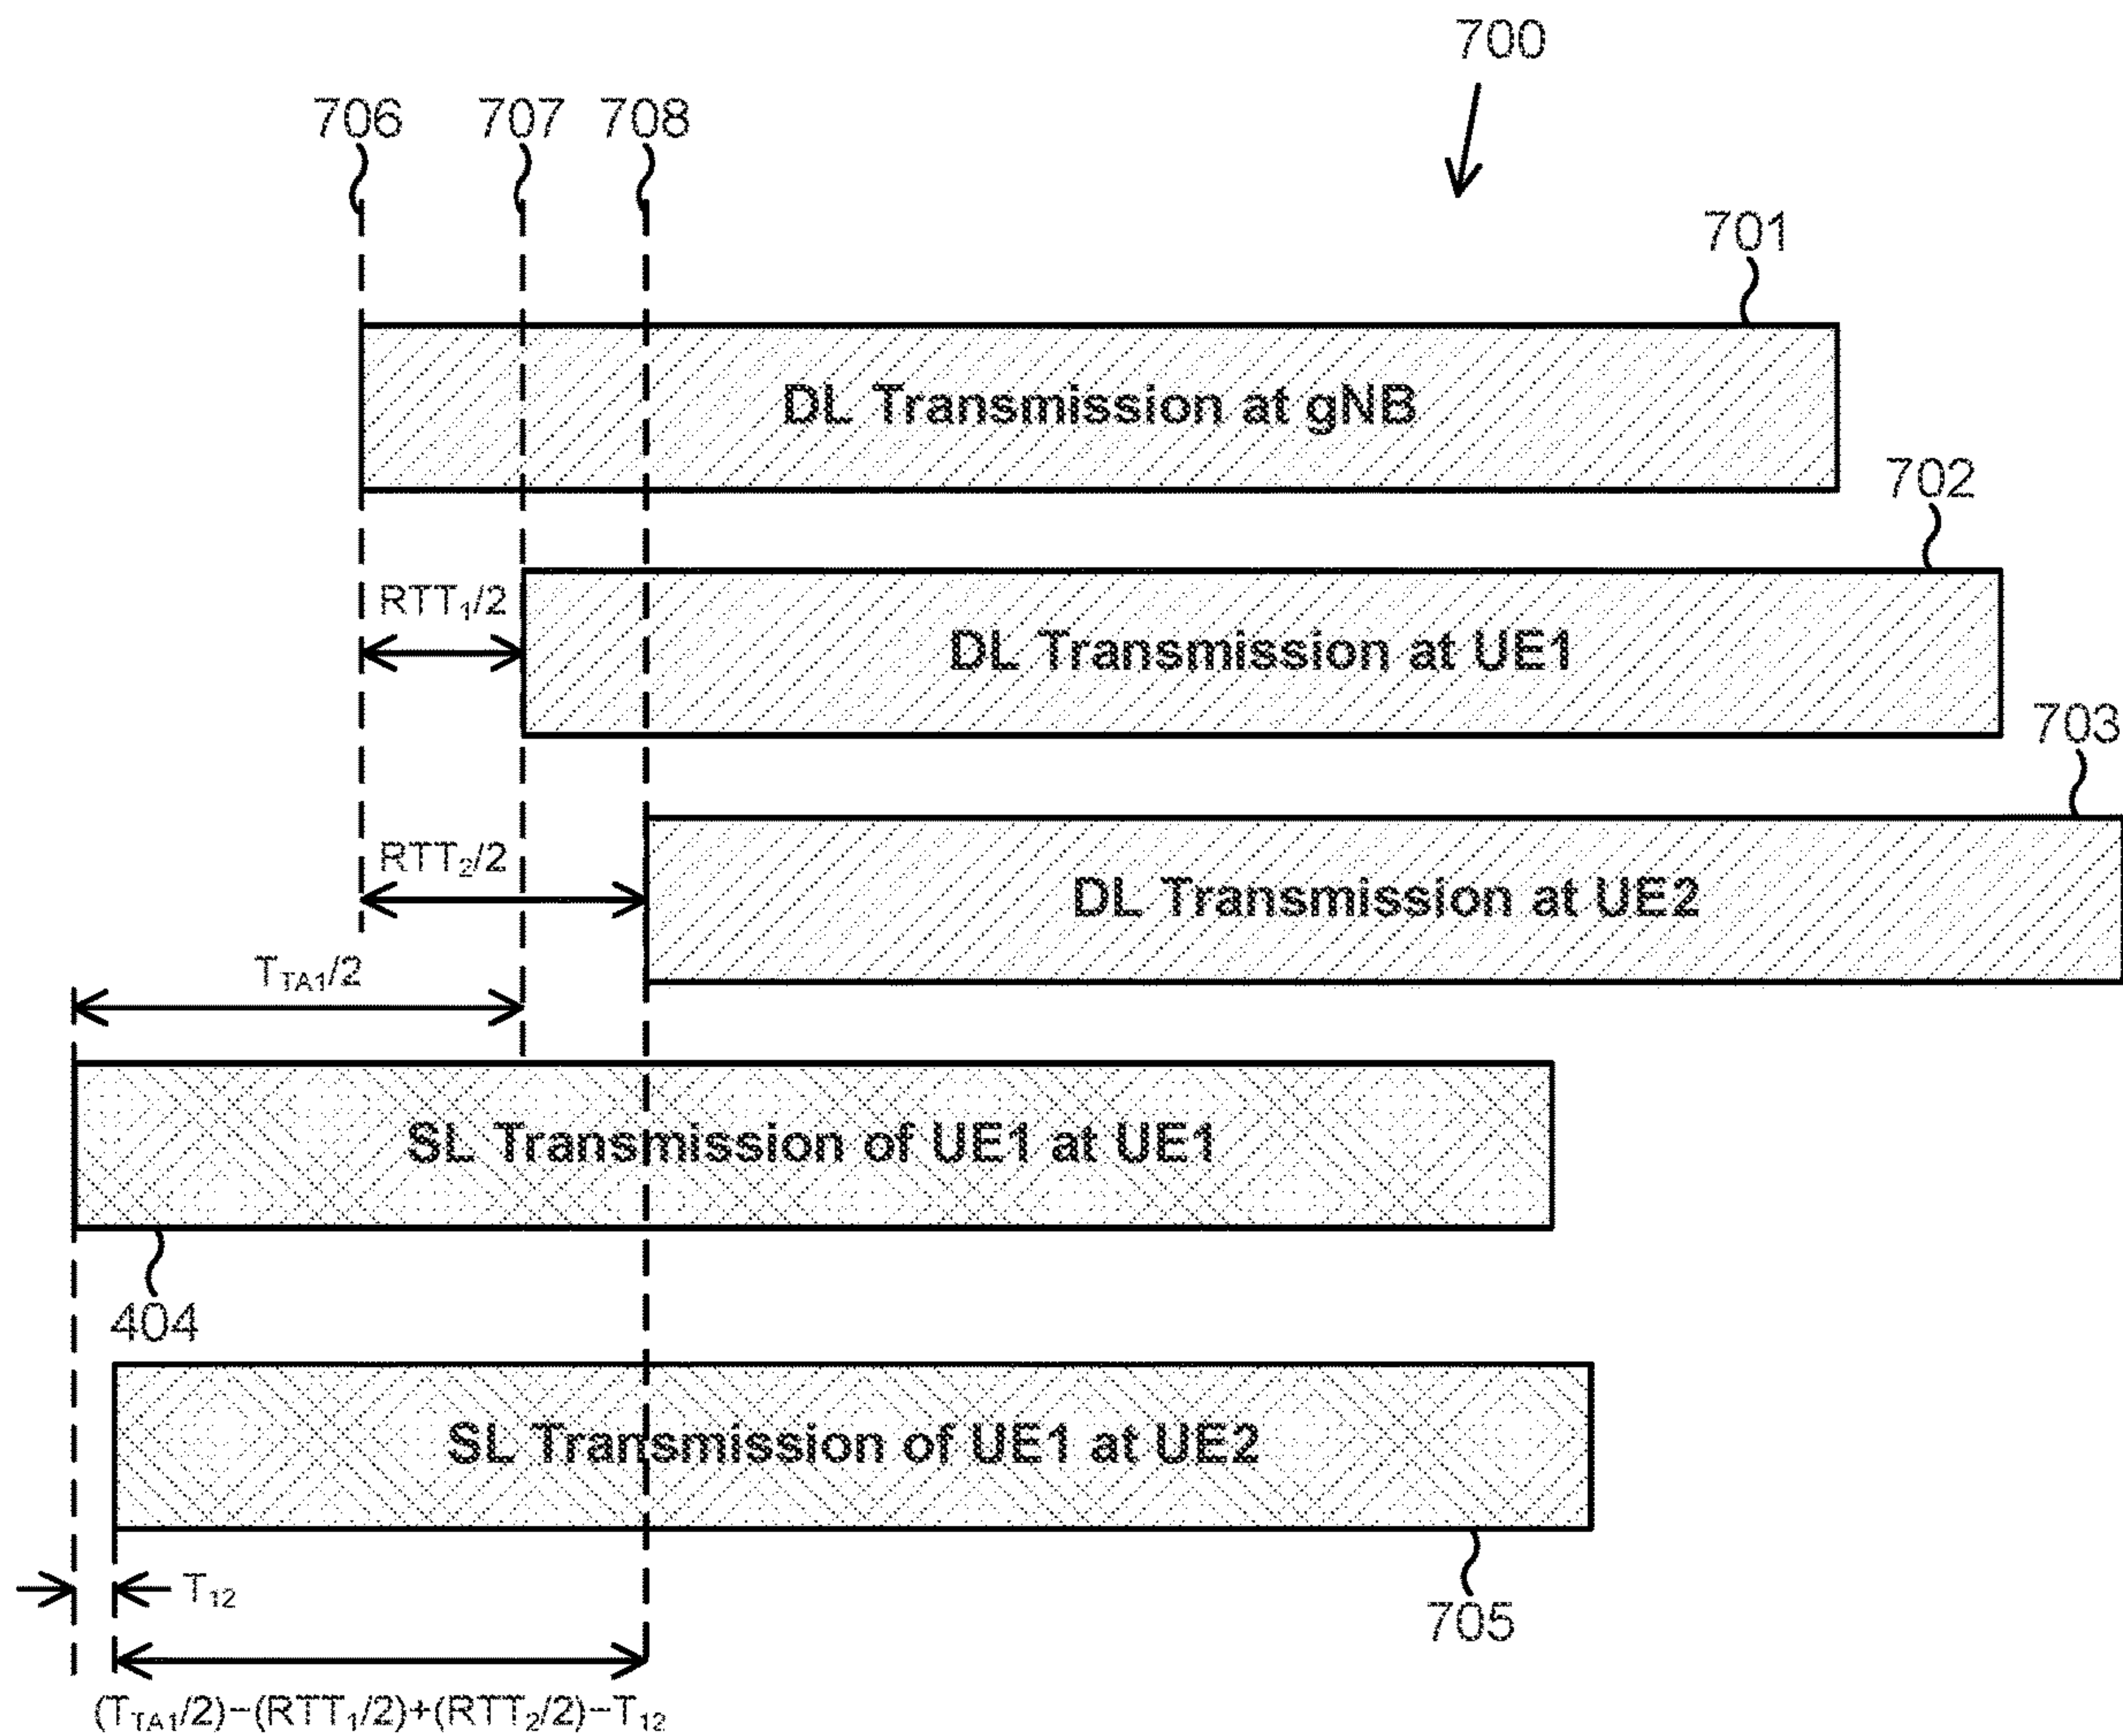 700
706 707 708
701
DL Transmission at gNB
702
RTT₁/2
DL Transmission at UE1
703
RTT₂/2
DL Transmission at UE2
T_TA1/2
SL Transmission of UE1 at UE1
404
SL Transmission of UE1 at UE2
T₁₂
705
(T_TA1/2)−(RTT₁/2)+(RTT₂/2)−T₁₂